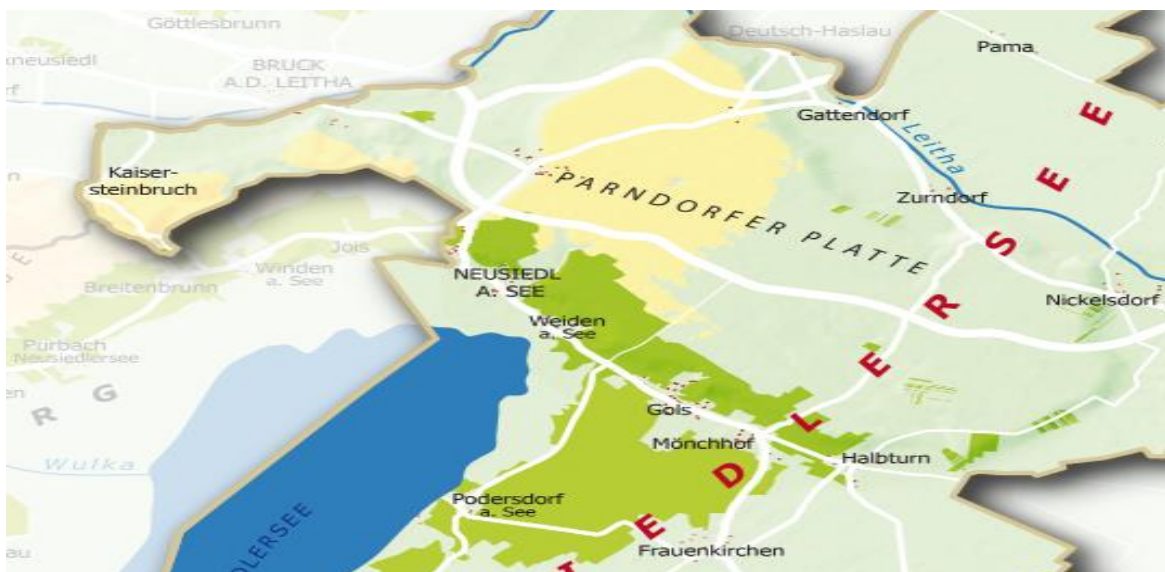 Göttlesbrunn
Deutsch-Haslau
Pama
BRUCK
A.D. LEITHA
Gattendorf
Leitha
Kaiser-
steinbruch
PARNDORFER PLATTE
Zurndorf
Jois
Winden
a. See
Breitenbrunn
NEUSIEDL
A. SEE
Nickelsdorf
Weiden
a. See
Purbach
Neusiedlersee
R G
Gols
Mönchhof
Halbturn
Wulka
Podersdorf
a. See
Frauenkirchen
E D L E R S E E